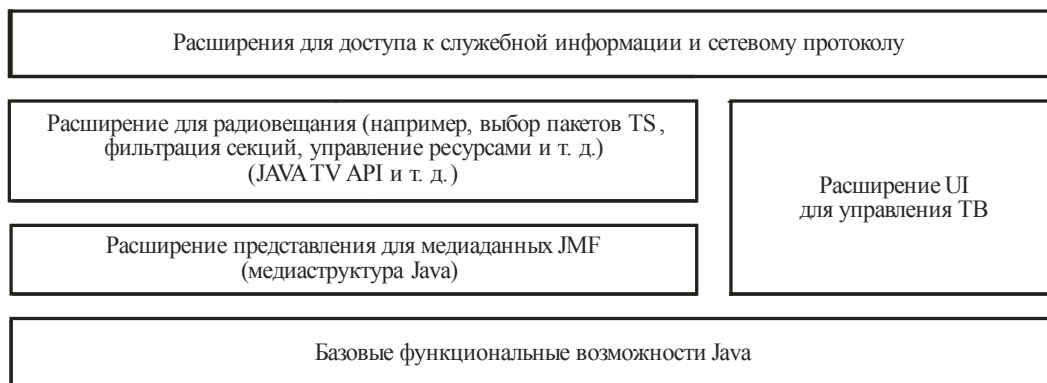 Расширения для доступа к служебной информации и сетевому протоколу
Расширение для радиовещания (например, выбор пакетов TS,
фильтрация секций, управление ресурсами и т. д.)
(JAVA TV API и т. д.)
Расширение UI
для управления ТВ
Расширение представления для медиаданных JMF
(медиаструктура Java)
Базовые функциональные возможности Java